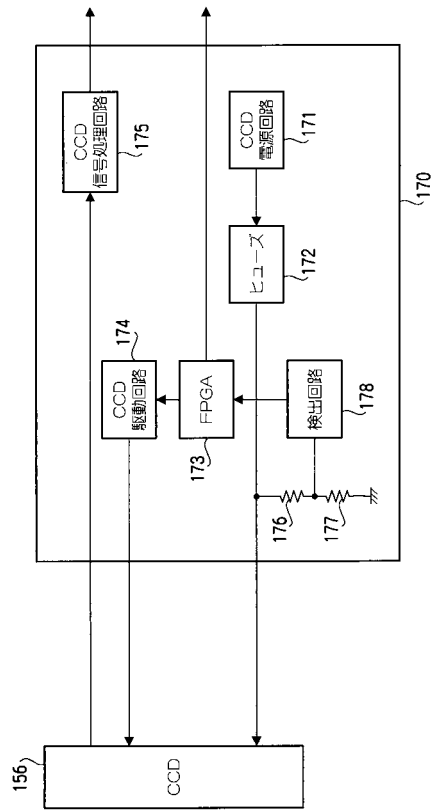 CCD
信号処理回路
175
CCD
電源回路
171
170
ヒューズ
172
174
CCD
駆動回路
FPGA
173
検出回路
178
176
177
156
CCD